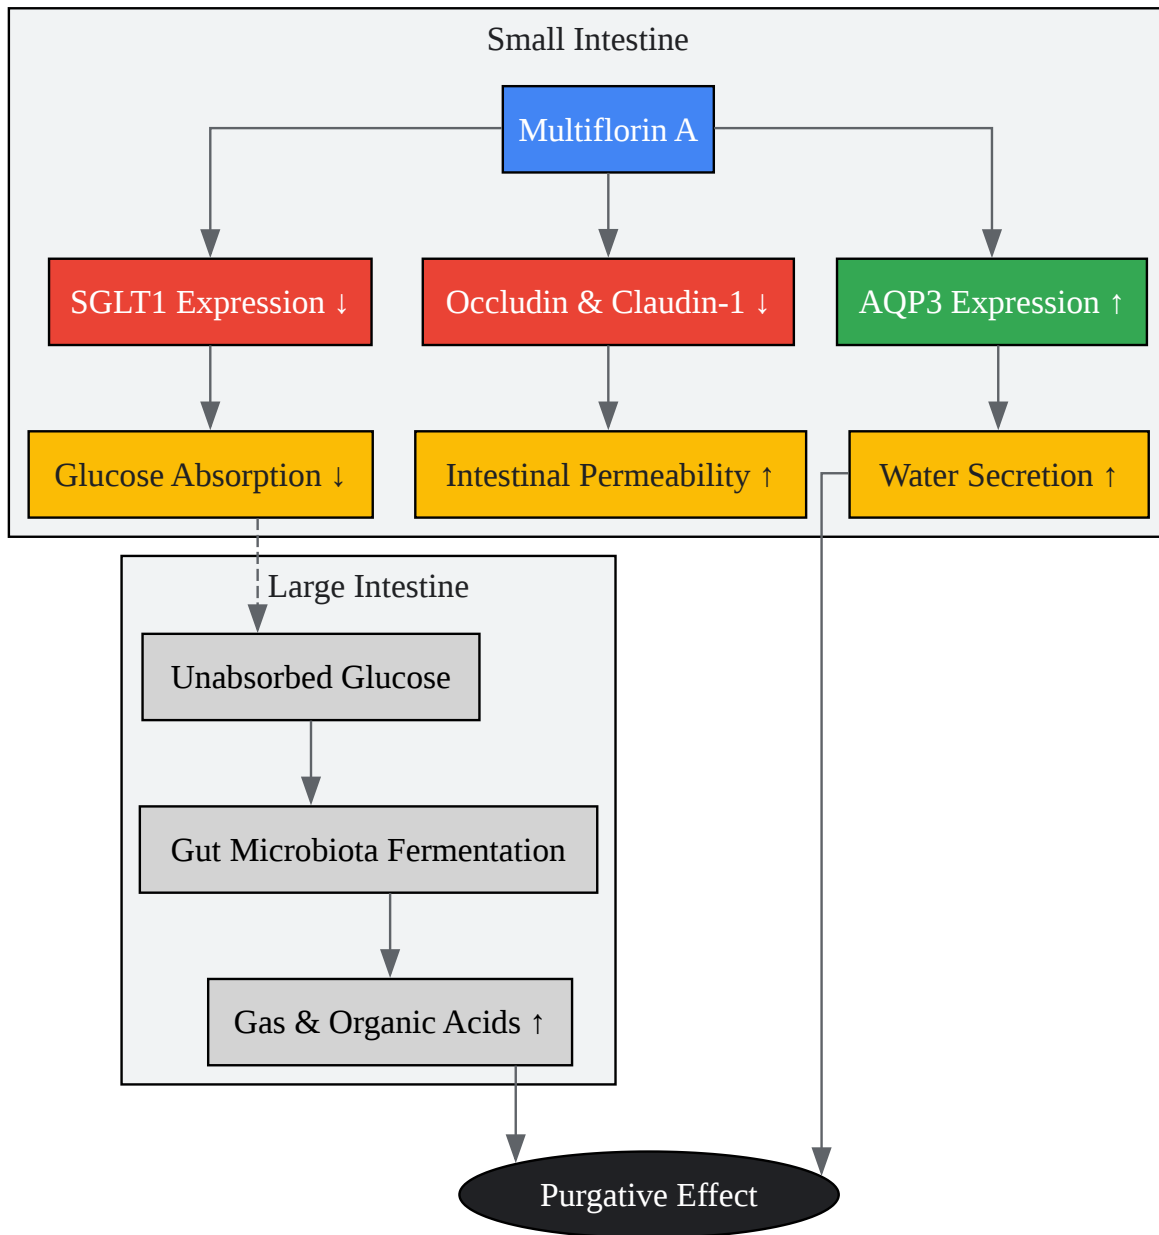 Small Intestine
Multiflorin A
SGLT1 Expression ↓
Occludin & Claudin-1 ↓
AQP3 Expression ↑
Glucose Absorption ↓
Intestinal Permeability ↑
Water Secretion ↑
Large Intestine
Unabsorbed Glucose
Gut Microbiota Fermentation
Gas & Organic Acids ↑
Purgative Effect